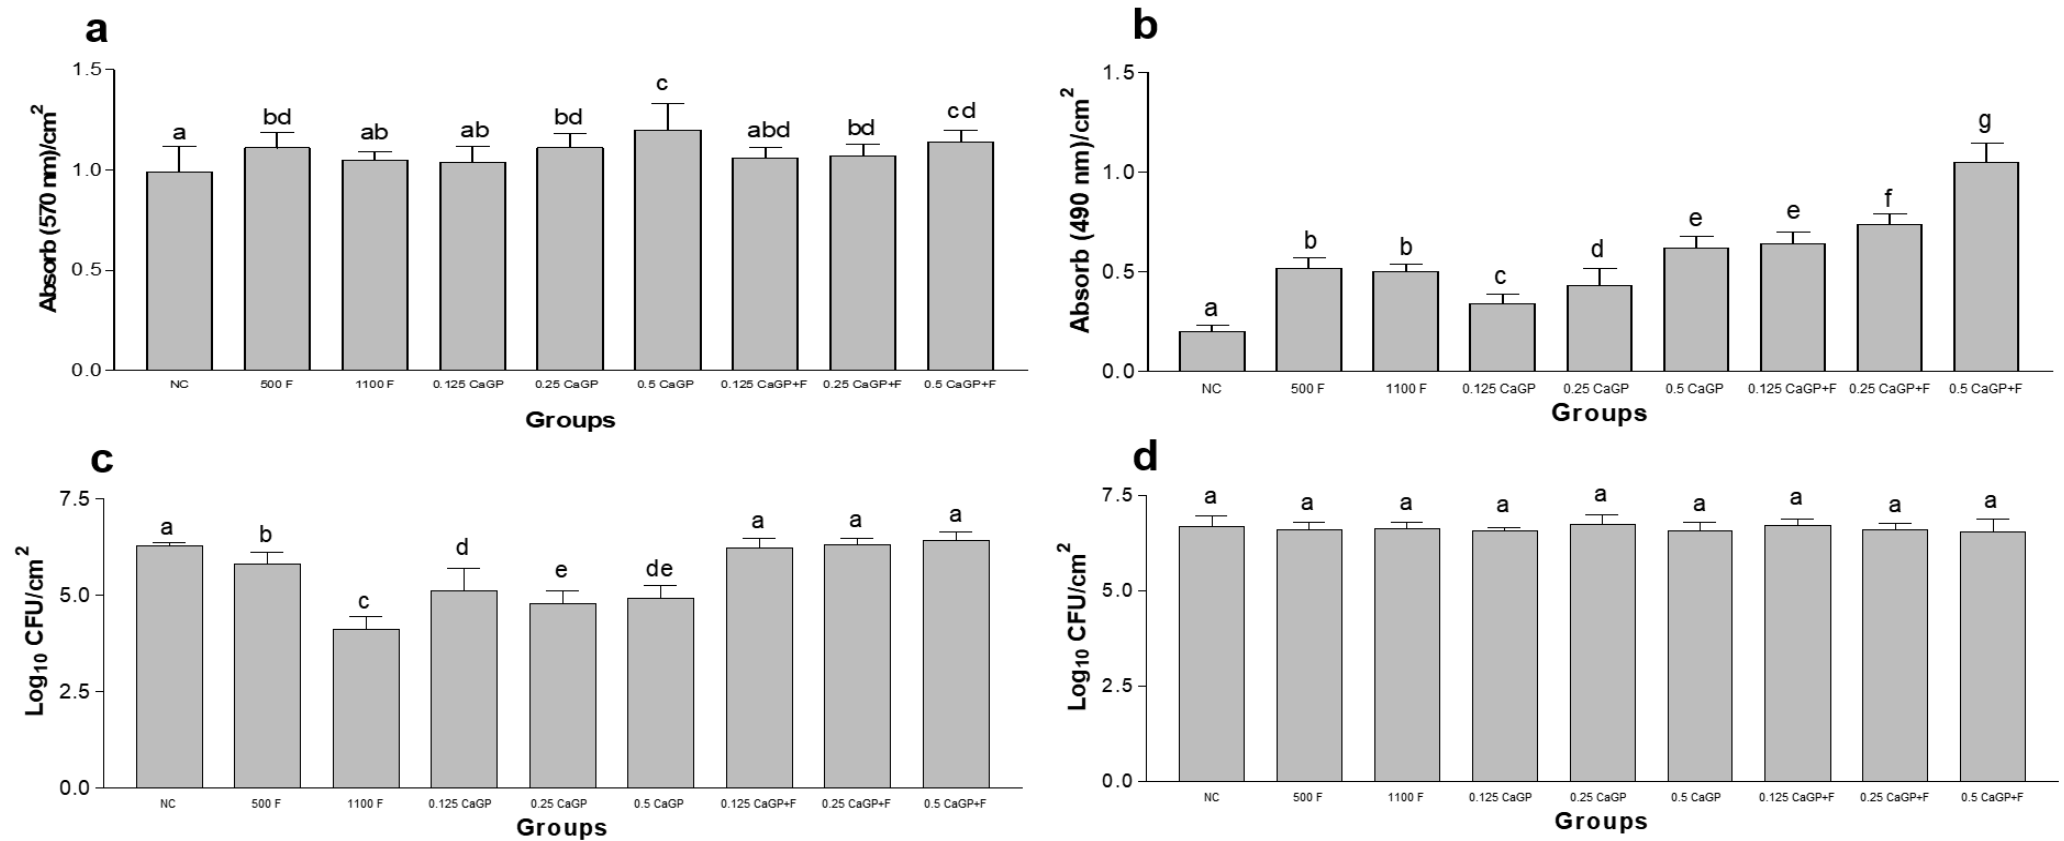 a
1.5
1.0
0.5
0.0
Absorb (570 nm)/cm2
a bd ab ab bd c abd bd cd
NC 500 F 1100 F 0.125 CaGP 0.25 CaGP 0.5 CaGP 0.125 CaGP+F 0.25 CaGP+F 0.5 CaGP+F
Groups
b
1.5
1.0
0.5
0.0
Absorb (490 nm)/cm2
a b b c d e e f g
NC 500 F 1100 F 0.125 CaGP 0.25 CaGP 0.5 CaGP 0.125 CaGP+F 0.25 CaGP+F 0.5 CaGP+F
Groups
c
7.5
5.0
2.5
0.0
Log10 CFU/cm2
a b c d e de a a a
NC 500 F 1100 F 0.125 CaGP 0.25 CaGP 0.5 CaGP 0.125 CaGP+F 0.25 CaGP+F 0.5 CaGP+F
Groups
d
7.5
5.0
2.5
0.0
Log10 CFU/cm2
a a a a a a a a a
NC 500 F 1100 F 0.125 CaGP 0.25 CaGP 0.5 CaGP 0.125 CaGP+F 0.25 CaGP+F 0.5 CaGP+F
Groups